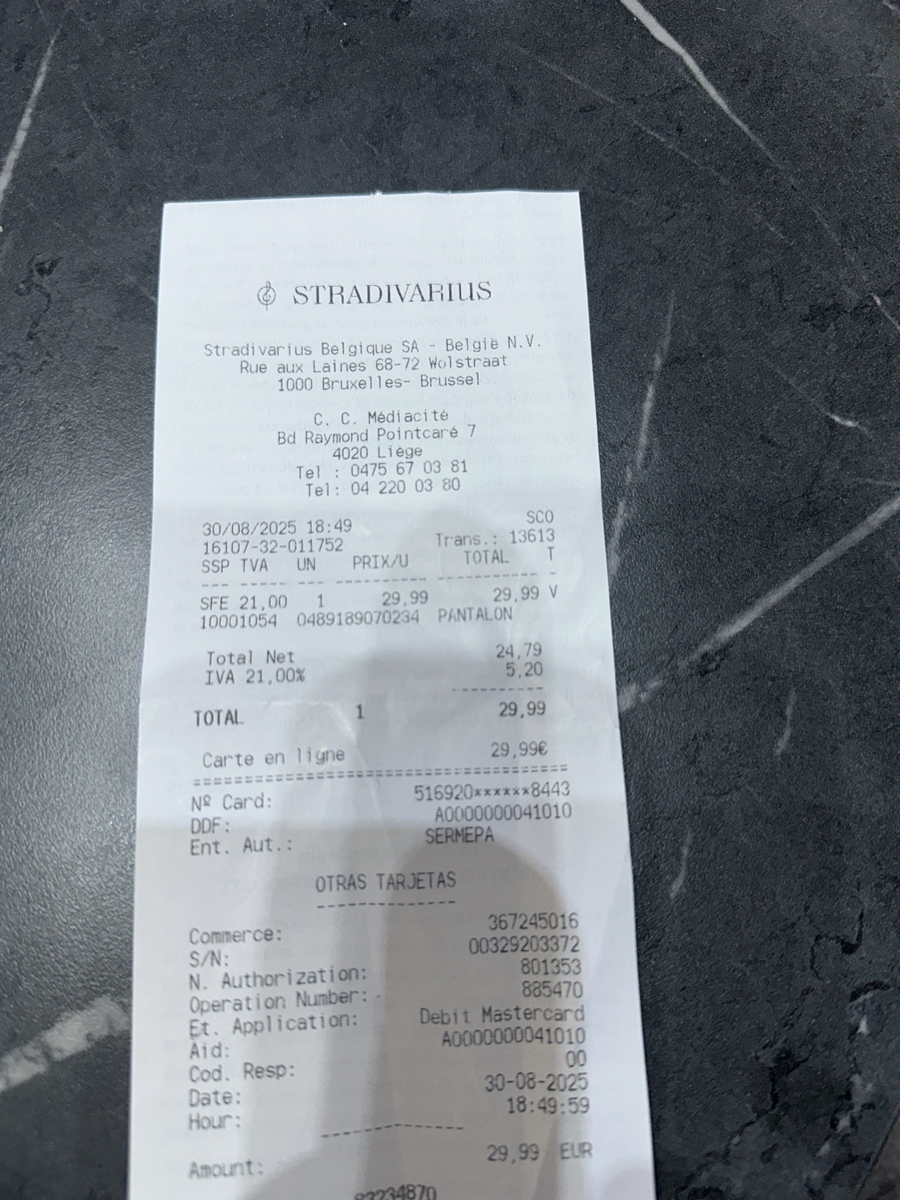 STRADIVARIUS
Stradivarius Belgique SA - België N.V.
Rue aux Laines 68-72 Wolstraat
1000 Bruxelles- Brussel
C. C. Médiacité
Bd Raymond Pointcaré 7
4020 Liège
Tel : 0475 67 03 81
Tel: 04 220 03 80
SCO
30/08/2025 18:49
16107-32-011752 Trans.: 13613
SSP TVA UN PRIX/U TOTAL T
SFE 21,00 1 29,99 29,99 V
10001054 0489189070234 PANTALON
Total Net 24,79
IVA 21,00% 5,20
TOTAL 1 29,99
Carte en ligne 29,99€
Nº Card: 516920******8443
DDF: A0000000041010
Ent. Aut.: SERMEPA
OTRAS TARJETAS
Commerce: 367245016
S/N: 00329203372
N. Authorization: 801353
Operation Number: 885470
Et. Application: Debit Mastercard
Aid: A0000000041010
Cod. Resp: 00
Date: 30-08-2025
Hour: 18:49:59
Amount: 29,99 EUR